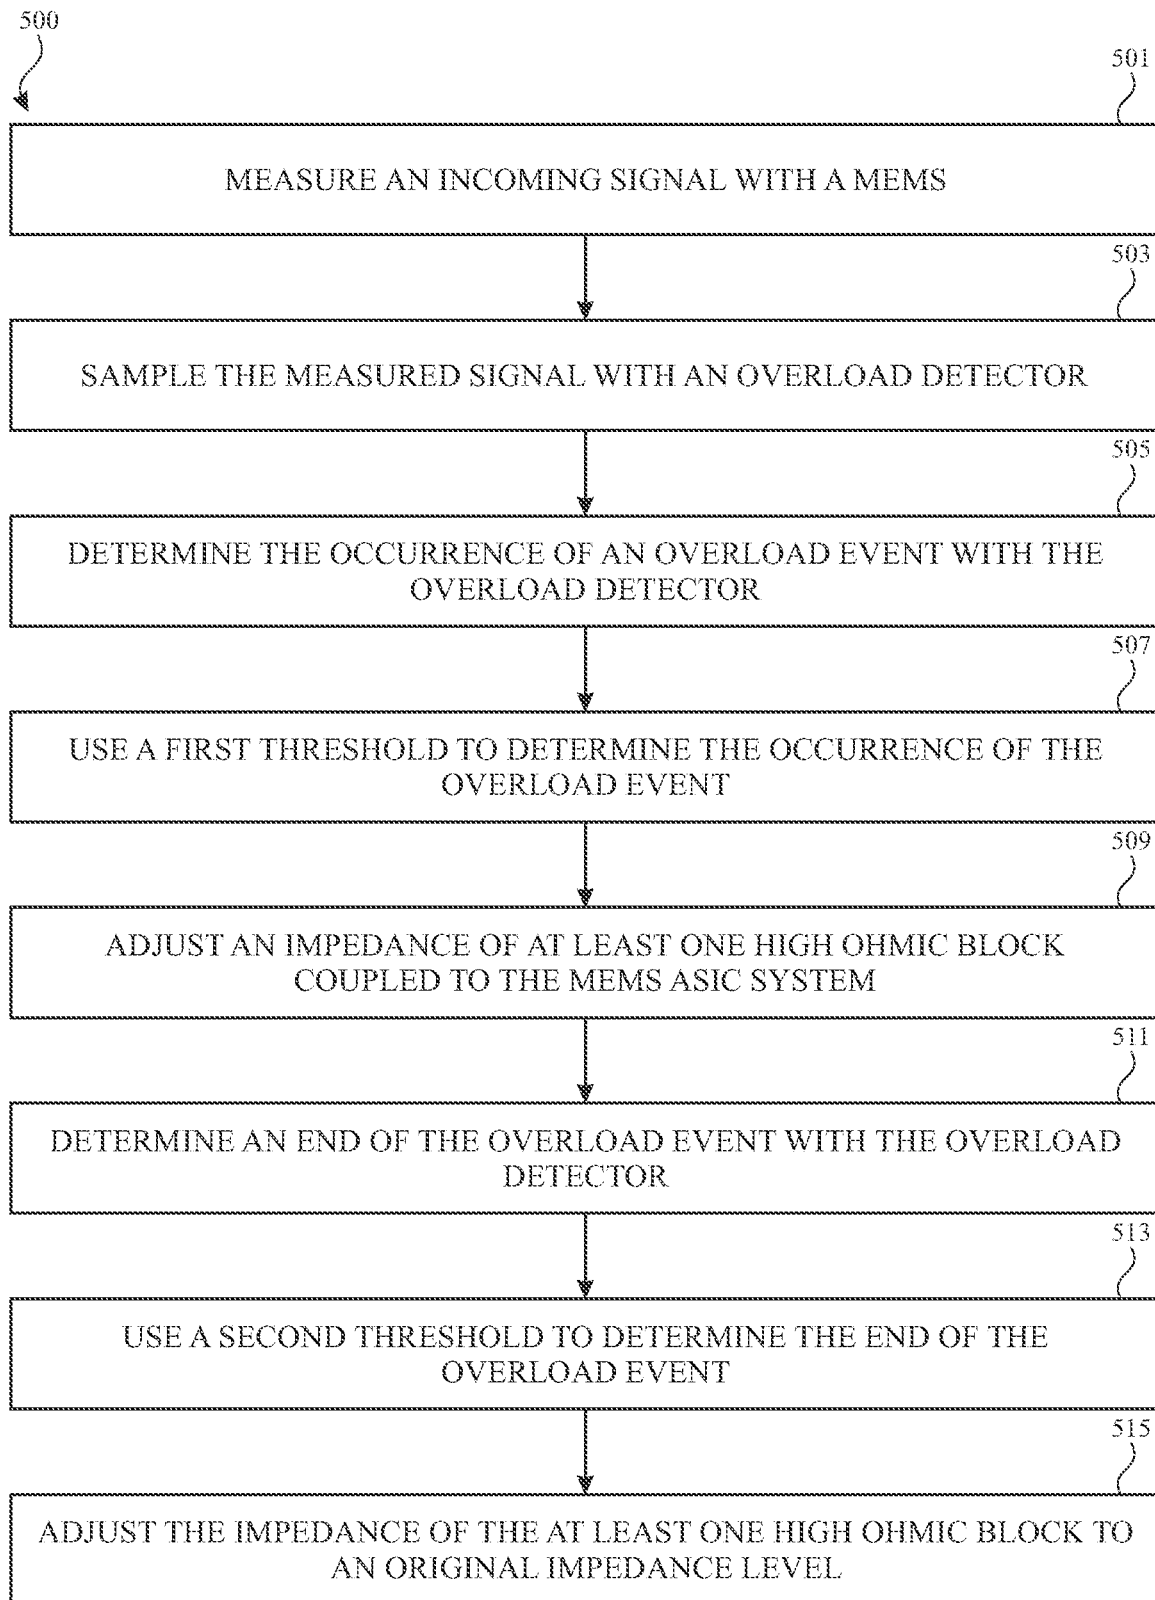 500
501
MEASURE AN INCOMING SIGNAL WITH A MEMS
503
SAMPLE THE MEASURED SIGNAL WITH AN OVERLOAD DETECTOR
505
DETERMINE THE OCCURRENCE OF AN OVERLOAD EVENT WITH THE
OVERLOAD DETECTOR
507
USE A FIRST THRESHOLD TO DETERMINE THE OCCURRENCE OF THE
OVERLOAD EVENT
509
ADJUST AN IMPEDANCE OF AT LEAST ONE HIGH OHMIC BLOCK
COUPLED TO THE MEMS ASIC SYSTEM
511
DETERMINE AN END OF THE OVERLOAD EVENT WITH THE OVERLOAD
DETECTOR
513
USE A SECOND THRESHOLD TO DETERMINE THE END OF THE
OVERLOAD EVENT
515
ADJUST THE IMPEDANCE OF THE AT LEAST ONE HIGH OHMIC BLOCK TO
AN ORIGINAL IMPEDANCE LEVEL